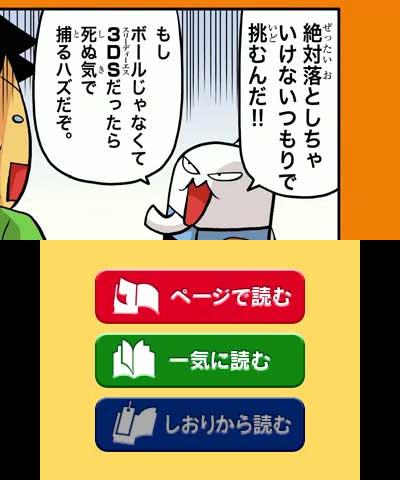 絶対落としちゃ
いけないつもりで
挑むんだ!!
もし
ボールじゃなくて
3DSだったら
死ぬ気で
捕るハズだぞ。
ページで読む
一気に読む
しおりから読む